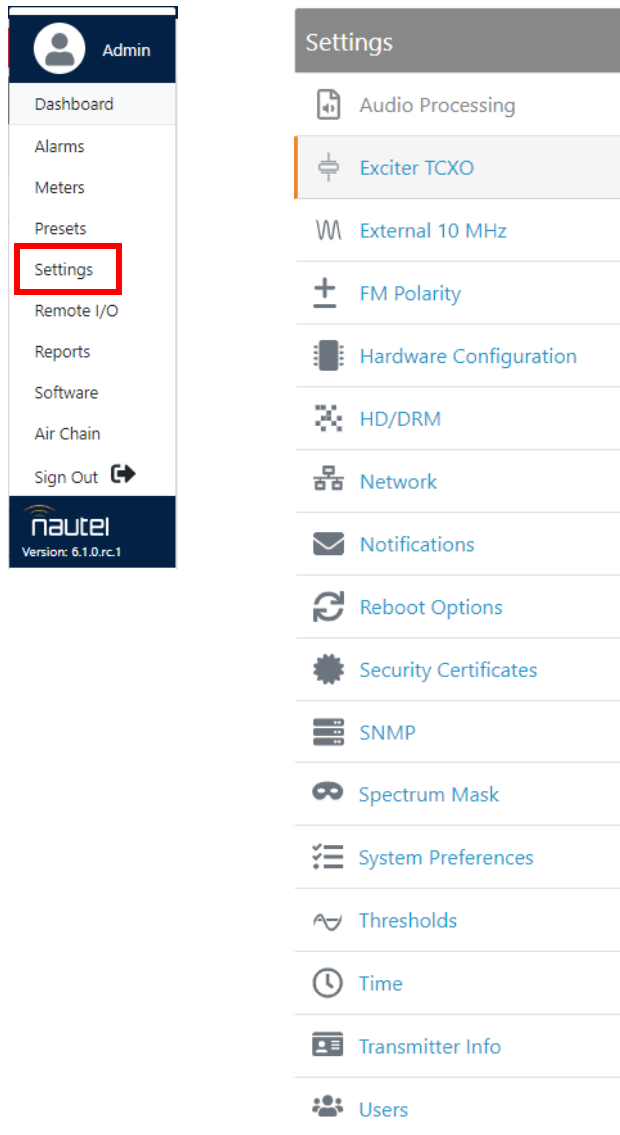 Admin
Dashboard
Alarms
Meters
Presets
Settings
Remote I/O
Reports
Software
Air Chain
Sign Out
nautel
Version: 6.1.0.rc.1
Settings
Audio Processing
Exciter TCXO
External 10 MHz
FM Polarity
Hardware Configuration
HD/DRM
Network
Notifications
Reboot Options
Security Certificates
SNMP
Spectrum Mask
System Preferences
Thresholds
Time
Transmitter Info
Users